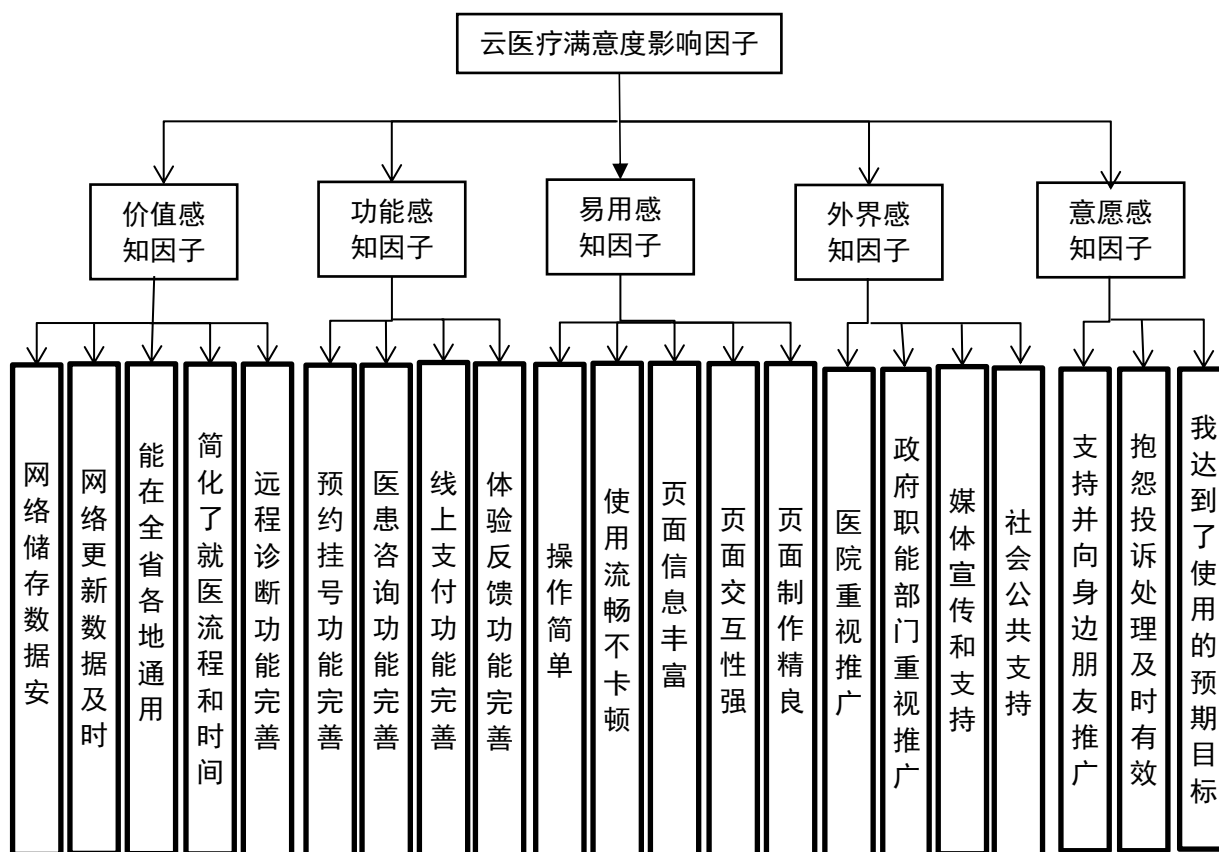 云医疗满意度影响因子
价值感
知因子
功能感
知因子
易用感
知因子
外界感
知因子
意愿感
知因子
网络储存数据安
网络更新数据及时
能在全省各地通用
简化了就医流程和时间
远程诊断功能完善
预约挂号功能完善
医患咨询功能完善
线上支付功能完善
体验反馈功能完善
操作简单
使用流畅不卡顿
页面信息丰富
页面交互性强
页面制作精良
医院重视推广
政府职能部门重视推广
媒体宣传和支持
社会公共支持
支持并向身边朋友推广
抱怨投诉处理及时有效
我达到了使用的预期目标